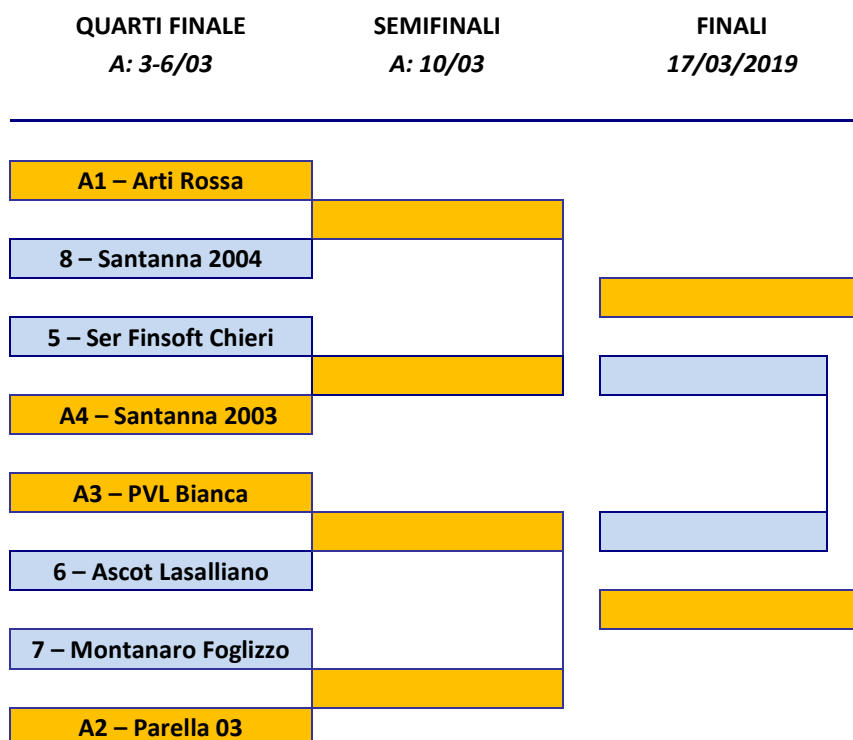 QUARTI FINALE SEMIFINALI FINALI
A: 3-6/03 A: 10/03 17/03/2019
A1 – Arti Rossa
8 – Santanna 2004
5 – Ser Finsoft Chieri
A4 – Santanna 2003
A3 – PVL Bianca
6 – Ascot Lasalliano
7 – Montanaro Foglizzo
A2 – Parella 03